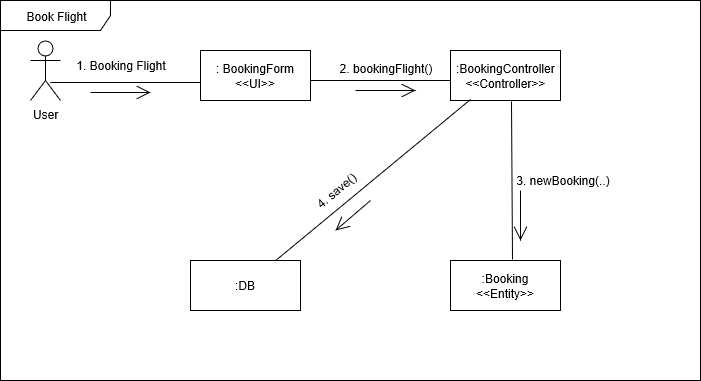 Book Flight
1. Booking Flight
: BookingForm
<<UI>>
2. bookingFlight()
:BookingController
<<Controller>>
User
3. newBooking(..)
4. save()
:DB
:Booking
<<Entity>>